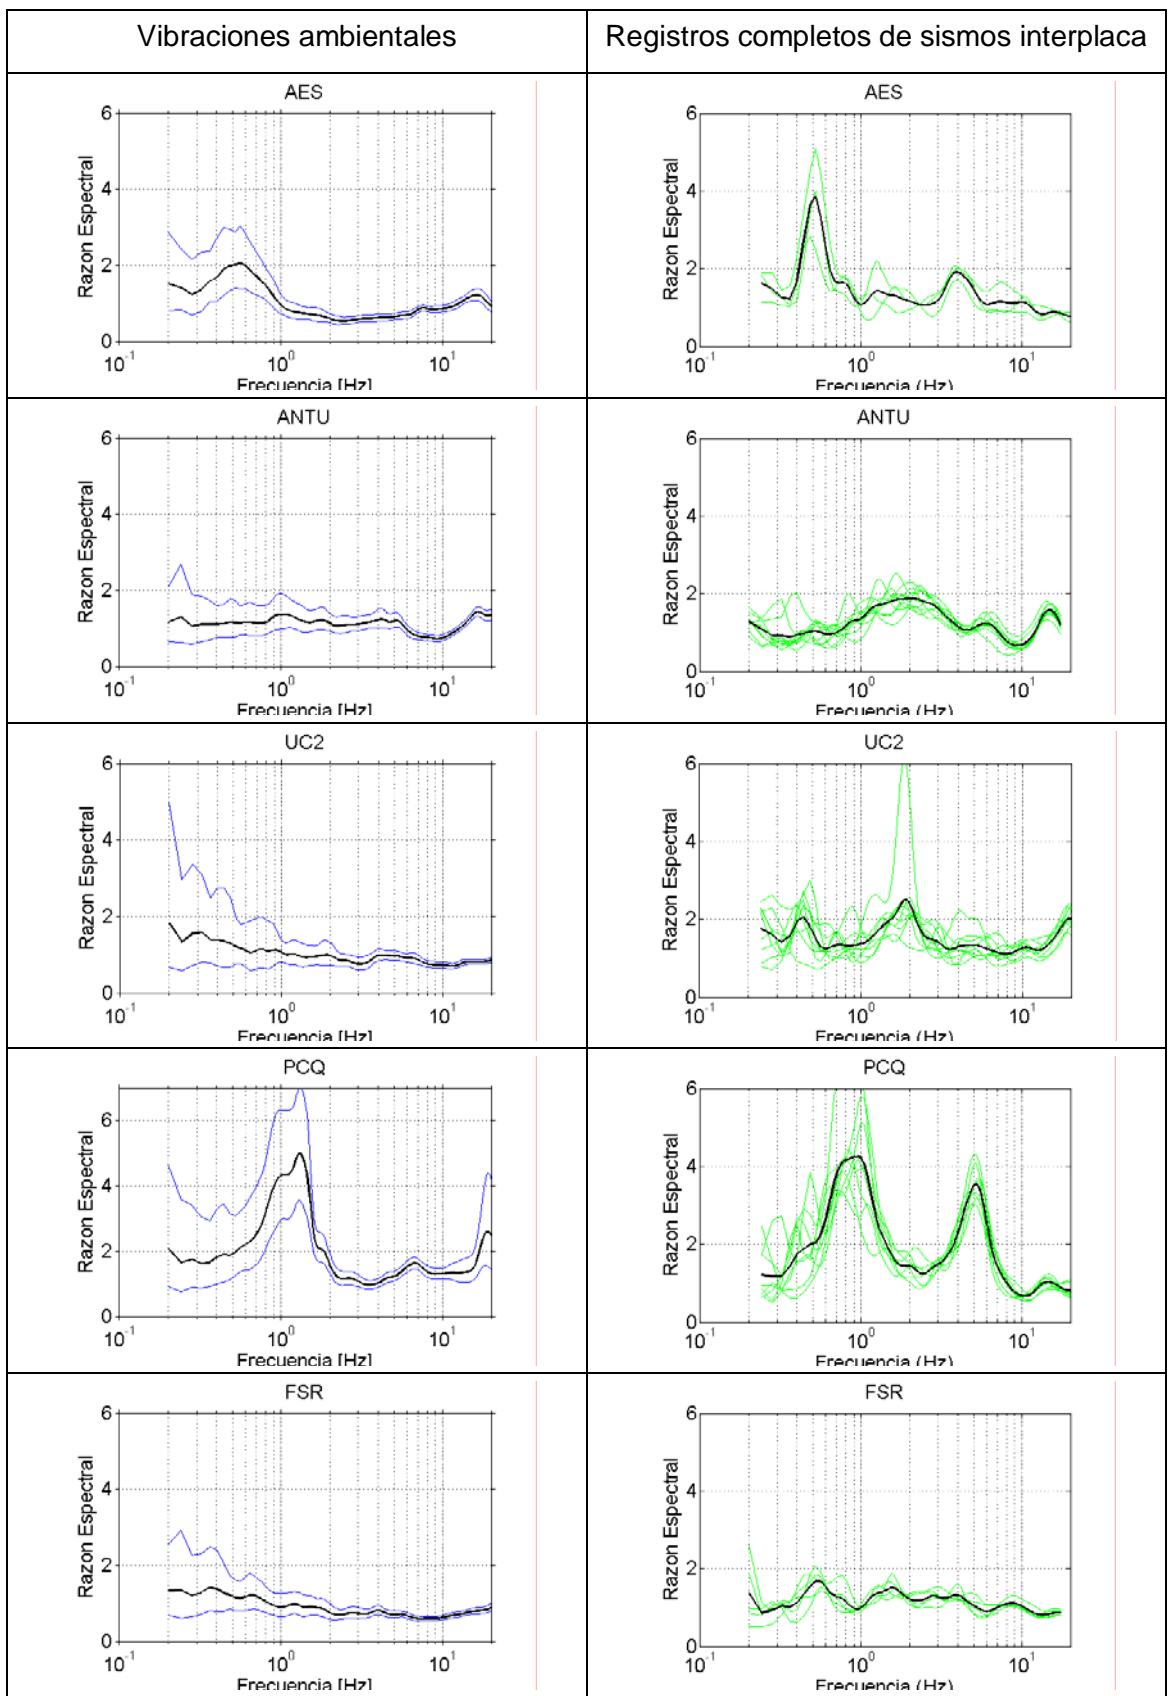 Vibraciones ambientales
Registros completos de sismos interplaca
AES
6
4
2
0
Razon Espectral
10^-1
10^0
10^1
Frecuencia [Hz]
AES
6
4
2
0
Razon Espectral
10^-1
10^0
10^1
Frecuencia (Hz)
ANTU
6
4
2
0
Razon Espectral
10^-1
10^0
10^1
Frecuencia [Hz]
ANTU
6
4
2
0
Razon Espectral
10^-1
10^0
10^1
Frecuencia (Hz)
UC2
6
4
2
0
Razon Espectral
10^-1
10^0
10^1
Frecuencia [Hz]
UC2
6
4
2
0
Razon Espectral
10^-1
10^0
10^1
Frecuencia (Hz)
PCQ
6
4
2
0
Razon Espectral
10^-1
10^0
10^1
Frecuencia [Hz]
PCQ
6
4
2
0
Razon Espectral
10^-1
10^0
10^1
Frecuencia (Hz)
FSR
6
4
2
0
Razon Espectral
10^-1
10^0
10^1
Frecuencia [Hz]
FSR
6
4
2
0
Razon Espectral
10^-1
10^0
10^1
Frecuencia (Hz)